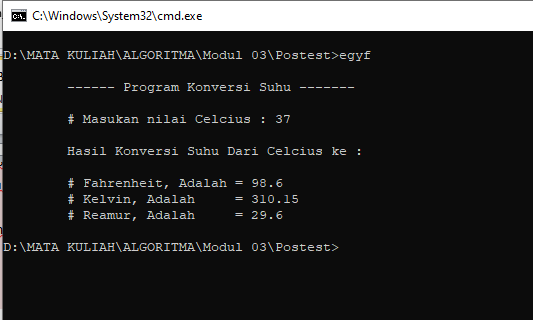 C:\Windows\System32\cmd.exe
D:\MATA KULIAH\ALGORITMA\Modul 03\Postest>egyf
------ Program Konversi Suhu -------
# Masukan nilai Celcius : 37
Hasil Konversi Suhu Dari Celcius ke :
# Fahrenheit, Adalah = 98.6
# Kelvin, Adalah     = 310.15
# Reamur, Adalah     = 29.6
D:\MATA KULIAH\ALGORITMA\Modul 03\Postest>